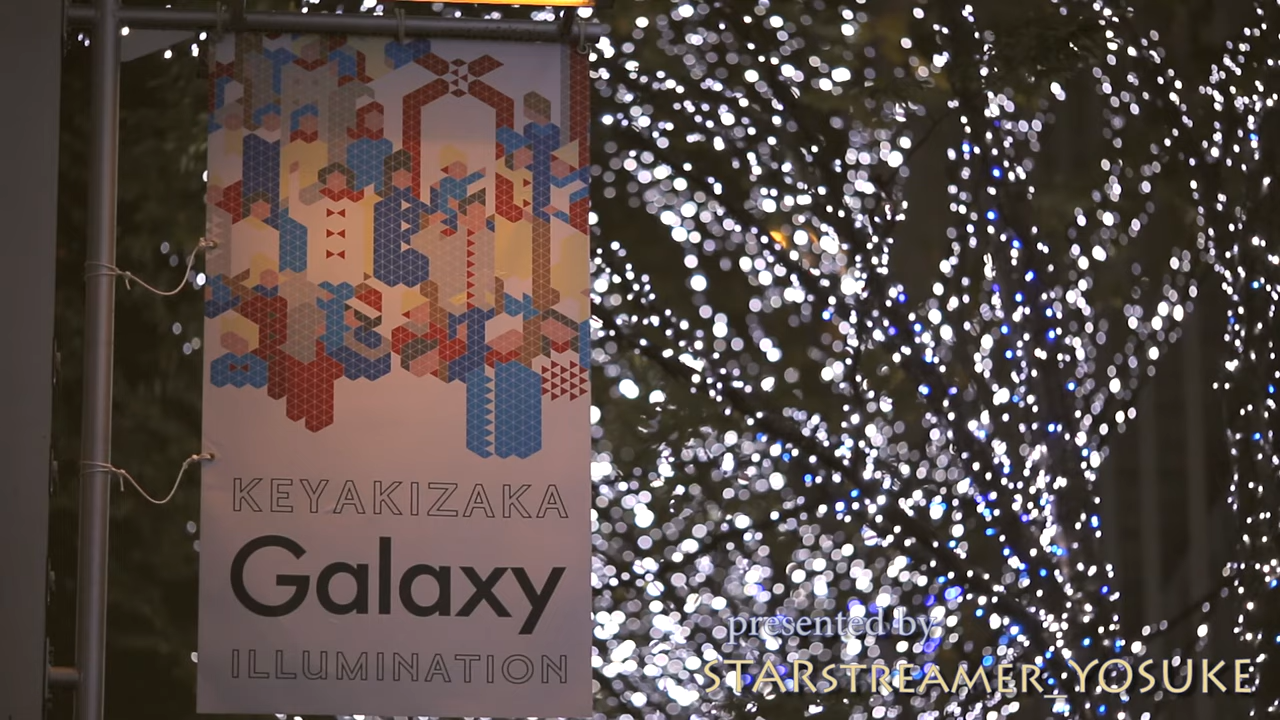 KEYAKIZAKA
Galaxy
ILLUMINATION
presented by
STARSTREAMER_YOSUKE